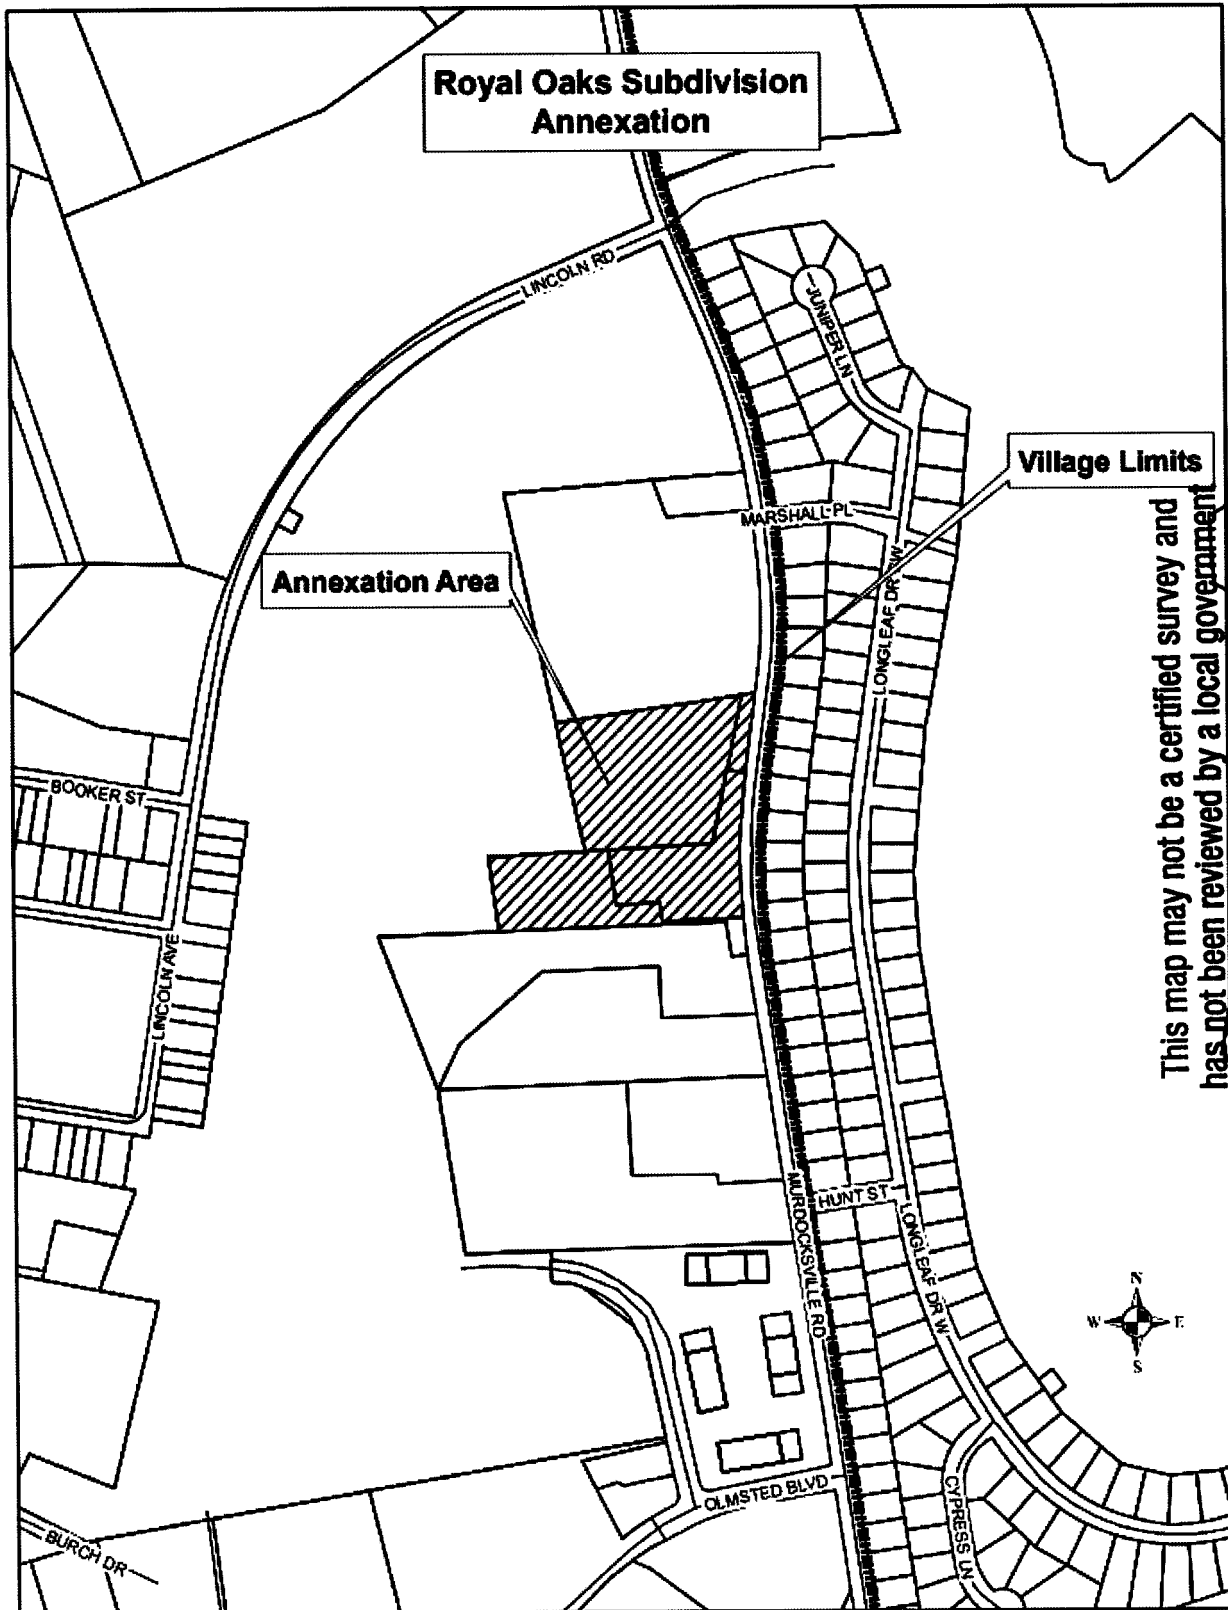 Royal Oaks Subdivision
Annexation
LINCOLN RD
JUNIPER LN
Village Limits
MARSHALL PL
Annexation Area
LONGLEAF DR W
This map may not be a certified survey and
has not been reviewed by a local government
BOOKER ST
LINCOLN AVE
MURDOCKSVILLE RD
HUNT ST
LONGLEAF DR W
N
W
E
S
OLMSTED BLVD
CYPRESS LN
BURCH DR